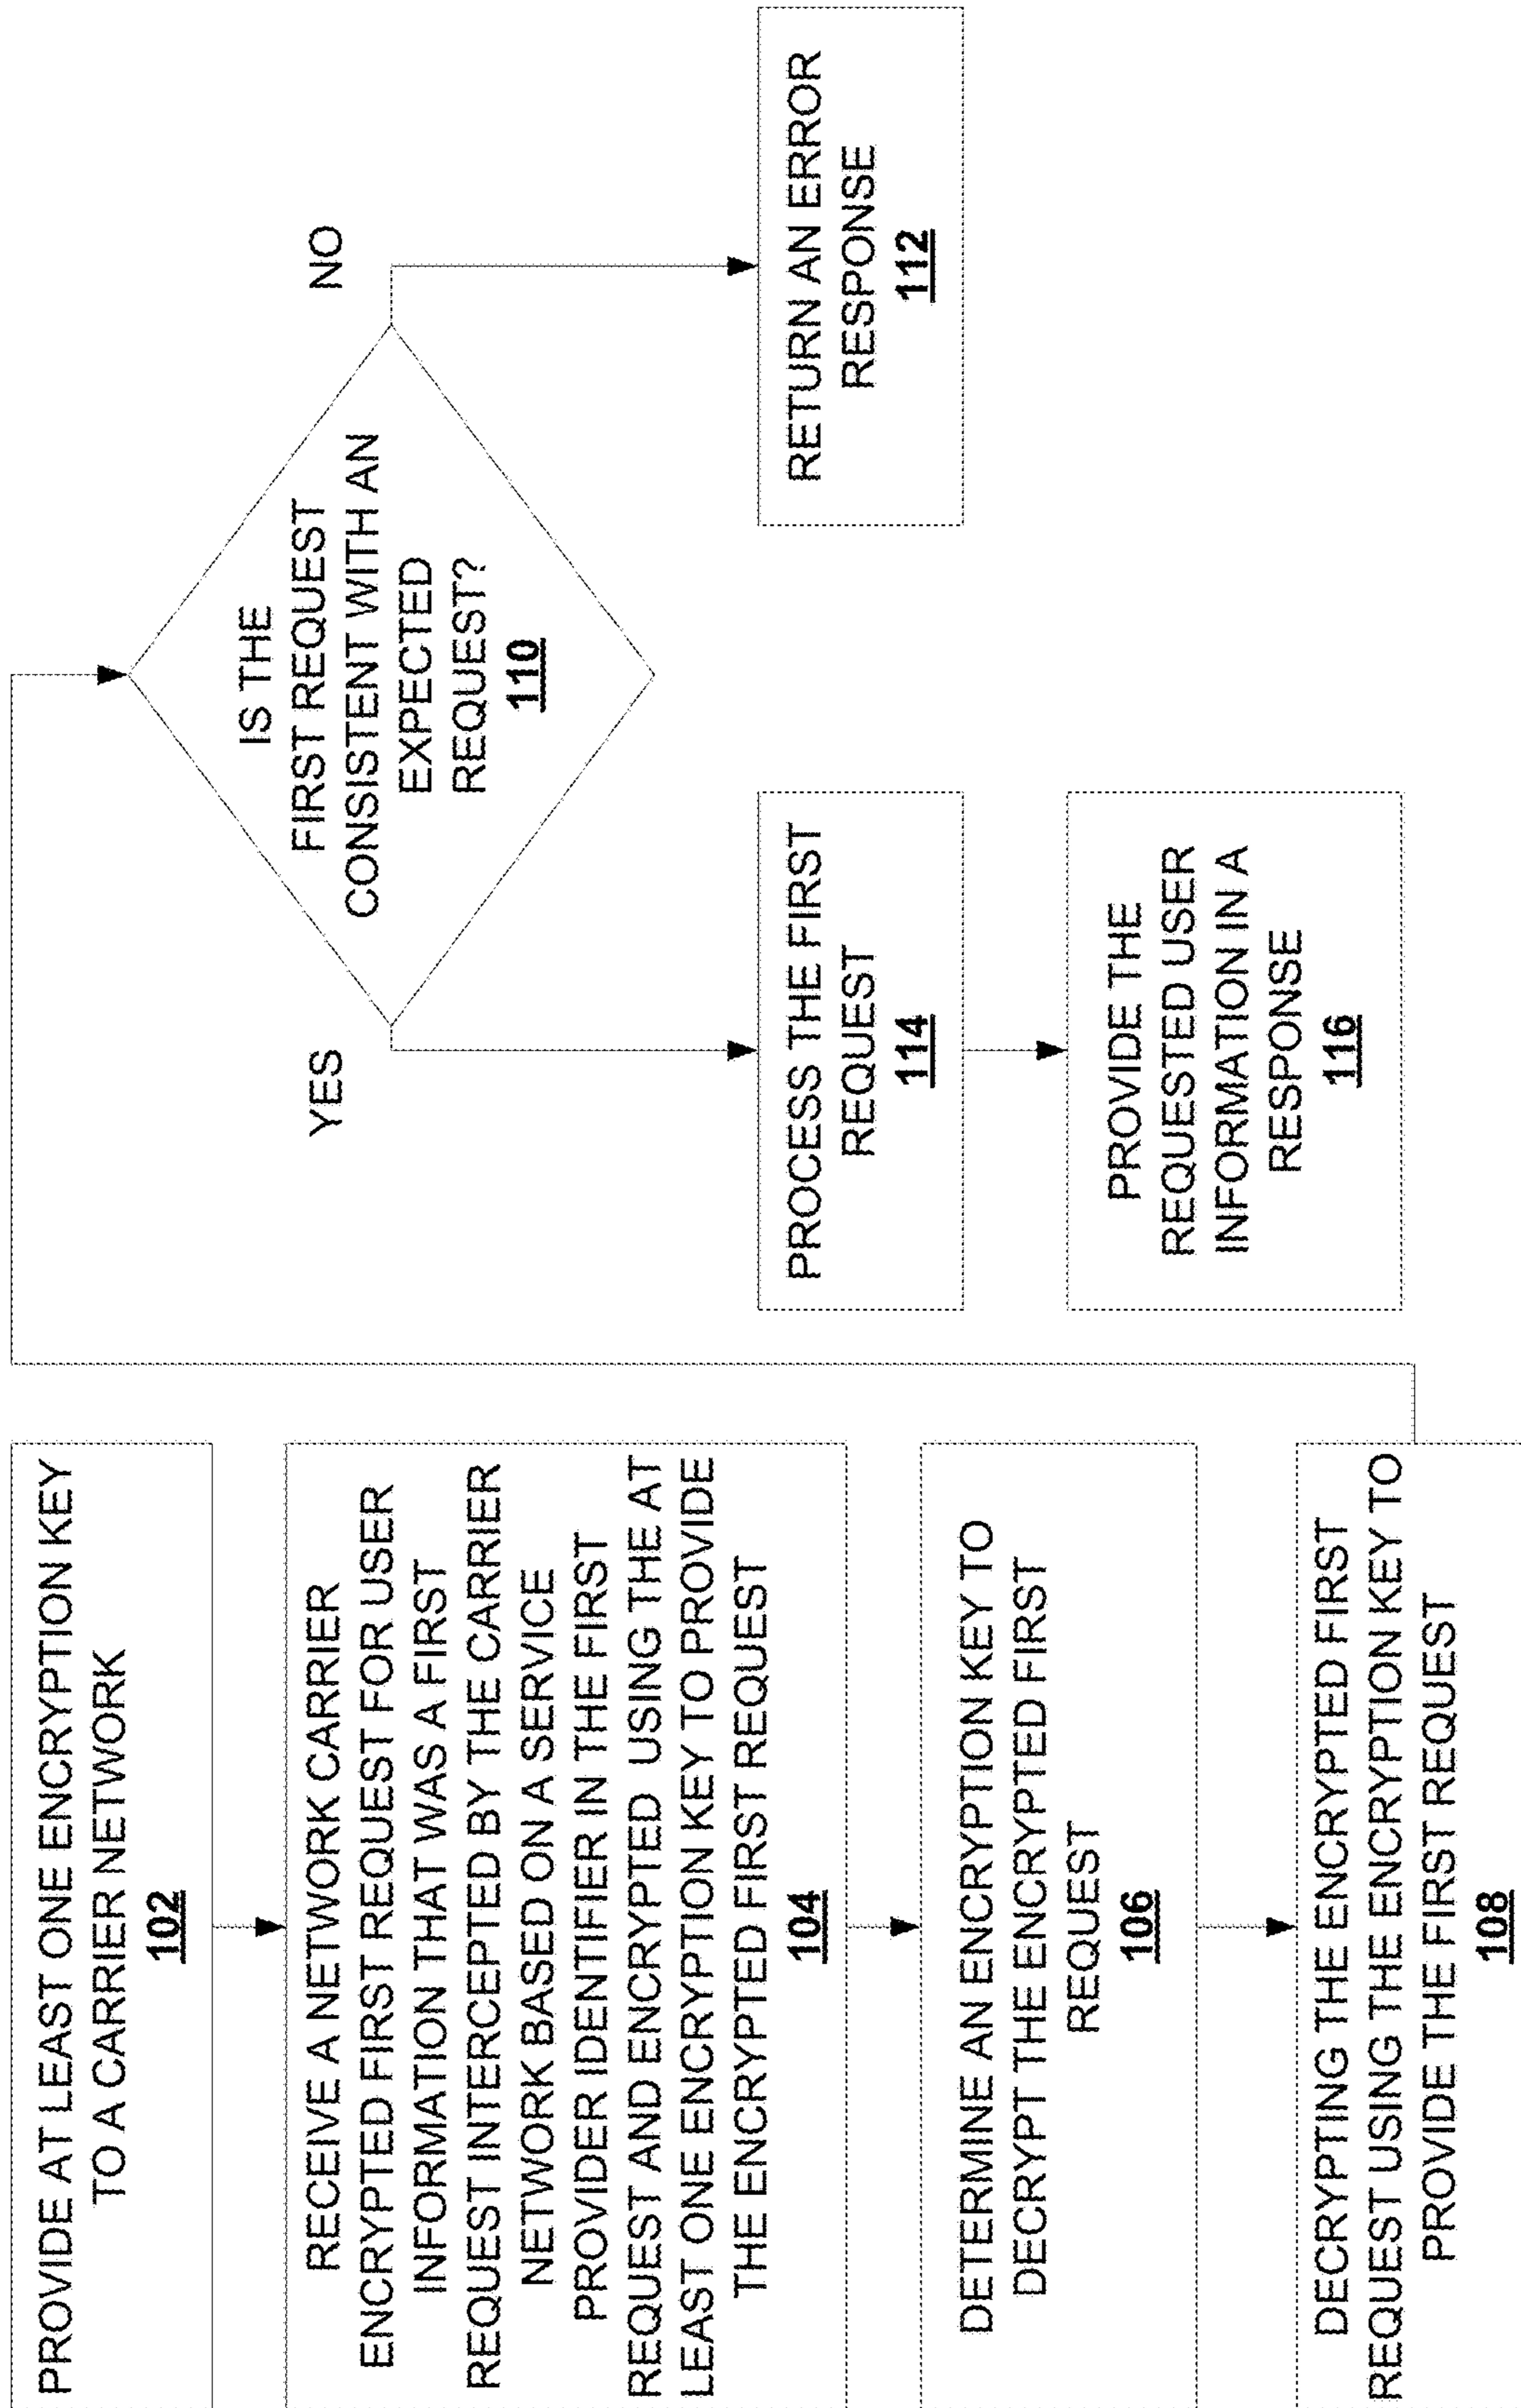 PROVIDE AT LEAST ONE ENCRYPTION KEY
TO A CARRIER NETWORK
102
RECEIVE A NETWORK CARRIER
ENCRYPTED FIRST REQUEST FOR USER
INFORMATION THAT WAS A FIRST
REQUEST INTERCEPTED BY THE CARRIER
NETWORK BASED ON A SERVICE
PROVIDER IDENTIFIER IN THE FIRST
REQUEST AND ENCRYPTED USING THE AT
LEAST ONE ENCRYPTION KEY TO PROVIDE
THE ENCRYPTED FIRST REQUEST
104
DETERMINE AN ENCRYPTION KEY TO
DECRYPT THE ENCRYPTED FIRST
REQUEST
106
DECRYPTING THE ENCRYPTED FIRST
REQUEST USING THE ENCRYPTION KEY TO
PROVIDE THE FIRST REQUEST
108
IS THE
FIRST REQUEST
CONSISTENT WITH AN
EXPECTED
REQUEST?
110
YES
NO
PROCESS THE FIRST
REQUEST
114
PROVIDE THE
REQUESTED USER
INFORMATION IN A
RESPONSE
116
RETURN AN ERROR
RESPONSE
112